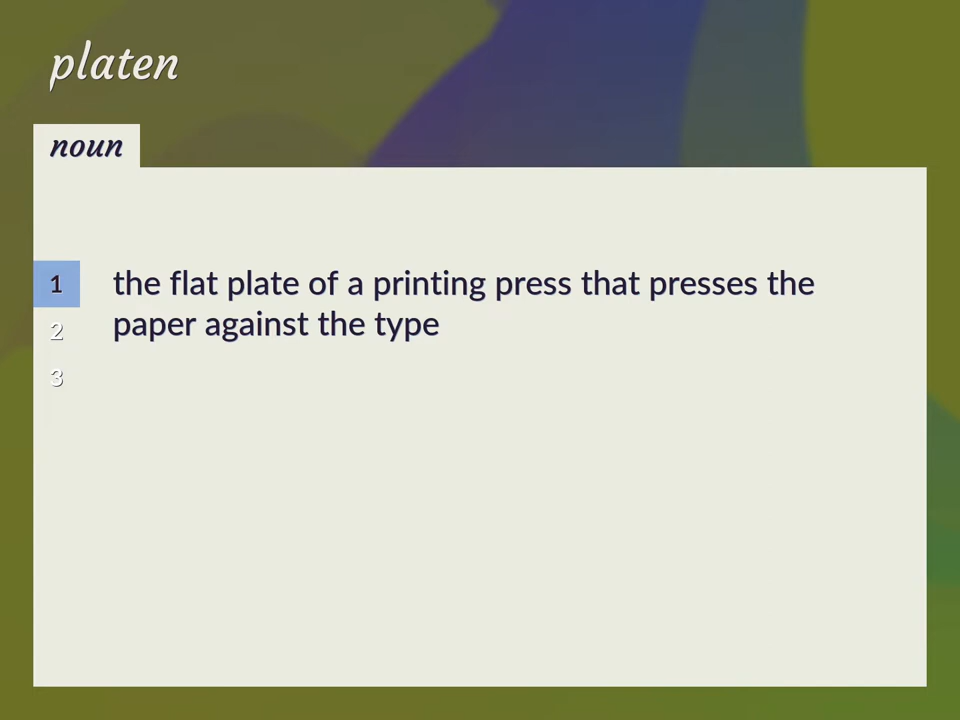 platen
noun
1
the flat plate of a printing press that presses the
paper against the type
2
3